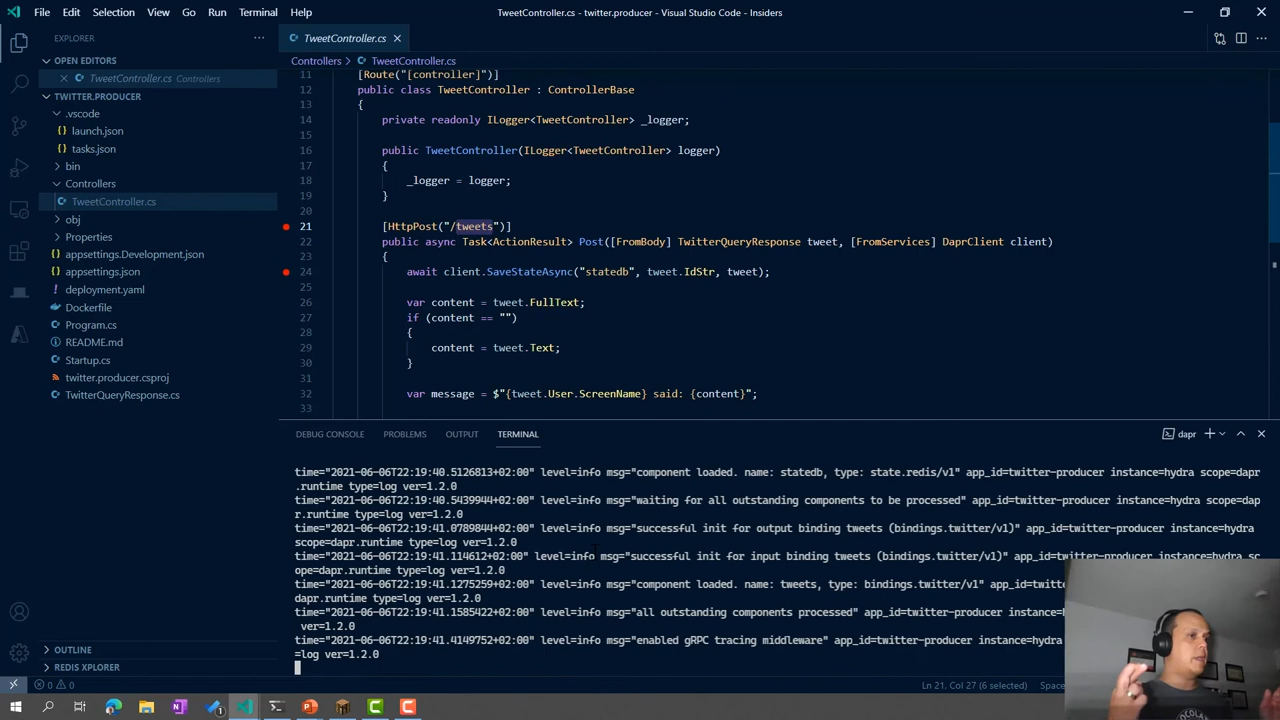 File Edit Selection View Go Run Terminal Help
TweetController.cs - twitter.producer - Visual Studio Code - Insiders
EXPLORER
OPEN EDITORS
TweetController.cs Controllers
TWITTER.PRODUCER
.vscode
launch.json
tasks.json
bin
Controllers
TweetController.cs
obj
Properties
appsettings.Development.json
appsettings.json
deployment.yaml
Dockerfile
Program.cs
README.md
Startup.cs
twitter.producer.csproj
TwitterQueryResponse.cs
OUTLINE
REDIS XPLORER
TweetController.cs
Controllers > TweetController.cs
11 [Route("[controller]")]
12 public class TweetController : ControllerBase
13 {
14 private readonly ILogger<TweetController> _logger;
15
16 public TweetController(ILogger<TweetController> logger)
17 {
18 _logger = logger;
19 }
20
21 [HttpPost("/tweets")]
22 public async Task<ActionResult> Post([FromBody] TwitterQueryResponse tweet, [FromServices] DaprClient client)
23 {
24 await client.SaveStateAsync("statedb", tweet.IdStr, tweet);
25
26 var content = tweet.FullText;
27 if (content == "")
28 {
29 content = tweet.Text;
30 }
31
32 var message = $"{tweet.User.ScreenName} said: {content}";
33
DEBUG CONSOLE PROBLEMS OUTPUT TERMINAL
dapr
time="2021-06-06T22:19:40.5126813+02:00" level=info msg="component loaded. name: statedb, type: state.redis/v1" app_id=twitter-producer instance=hydra scope=dapr
.runtime type=log ver=1.2.0
time="2021-06-06T22:19:40.5439944+02:00" level=info msg="waiting for all outstanding components to be processed" app_id=twitter-producer instance=hydra scope=dap
r.runtime type=log ver=1.2.0
time="2021-06-06T22:19:41.0789844+02:00" level=info msg="successful init for output binding tweets (bindings.twitter/v1)" app_id=twitter-producer instance=hydra
scope=dapr.runtime type=log ver=1.2.0
time="2021-06-06T22:19:41.114612+02:00" level=info msg="successful init for input binding tweets (bindings.twitter/v1)" app_id=twitter-producer instance=hydra sc
ope=dapr.runtime type=log ver=1.2.0
time="2021-06-06T22:19:41.1275259+02:00" level=info msg="component loaded. name: tweets, type: bindings.twitter/v1" app_id=twitt
dapr.runtime type=log ver=1.2.0
time="2021-06-06T22:19:41.1585422+02:00" level=info msg="all outstanding components processed" app_id=twitter-producer instance=h
ver=1.2.0
time="2021-06-06T22:19:41.4149752+02:00" level=info msg="enabled gRPC tracing middleware" app_id=twitter-producer instance=hydra
=log ver=1.2.0
0 0
Ln 21, Col 27 (6 selected)